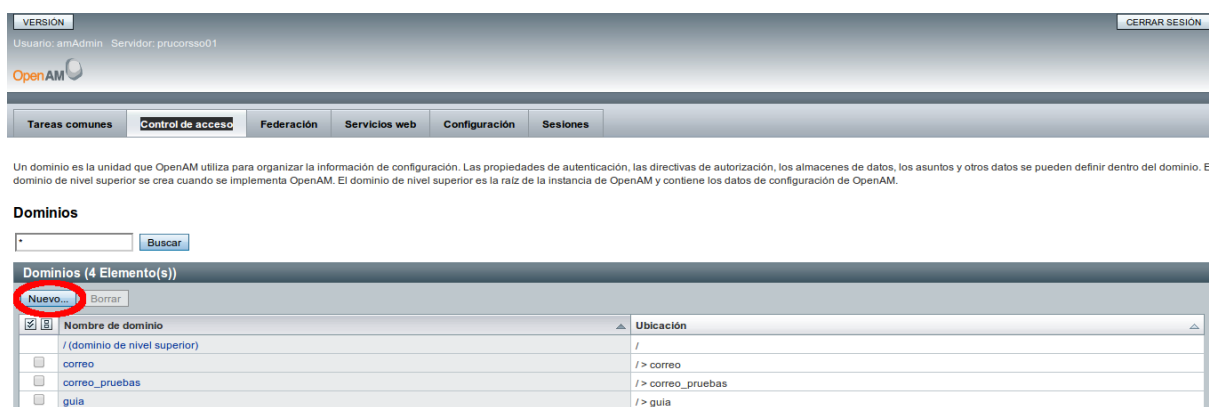 VERSIÓN
CERRAR SESIÓN
Usuario: amAdmin Servidor: prucorsso01
OpenAM
Tareas comunes Control de acceso Federación Servicios web Configuración Sesiones
Un dominio es la unidad que OpenAM utiliza para organizar la información de configuración. Las propiedades de autenticación, las directivas de autorización, los almacenes de datos, los asuntos y otros datos se pueden definir dentro del dominio. E
dominio de nivel superior se crea cuando se implementa OpenAM. El dominio de nivel superior es la raíz de la instancia de OpenAM y contiene los datos de configuración de OpenAM.
Dominios
* Buscar
Dominios (4 Elemento(s))
Nuevo... Borrar
Nombre de dominio Ubicación
/ (dominio de nivel superior) /
correo / > correo
correo_pruebas / > correo_pruebas
guia / > guia